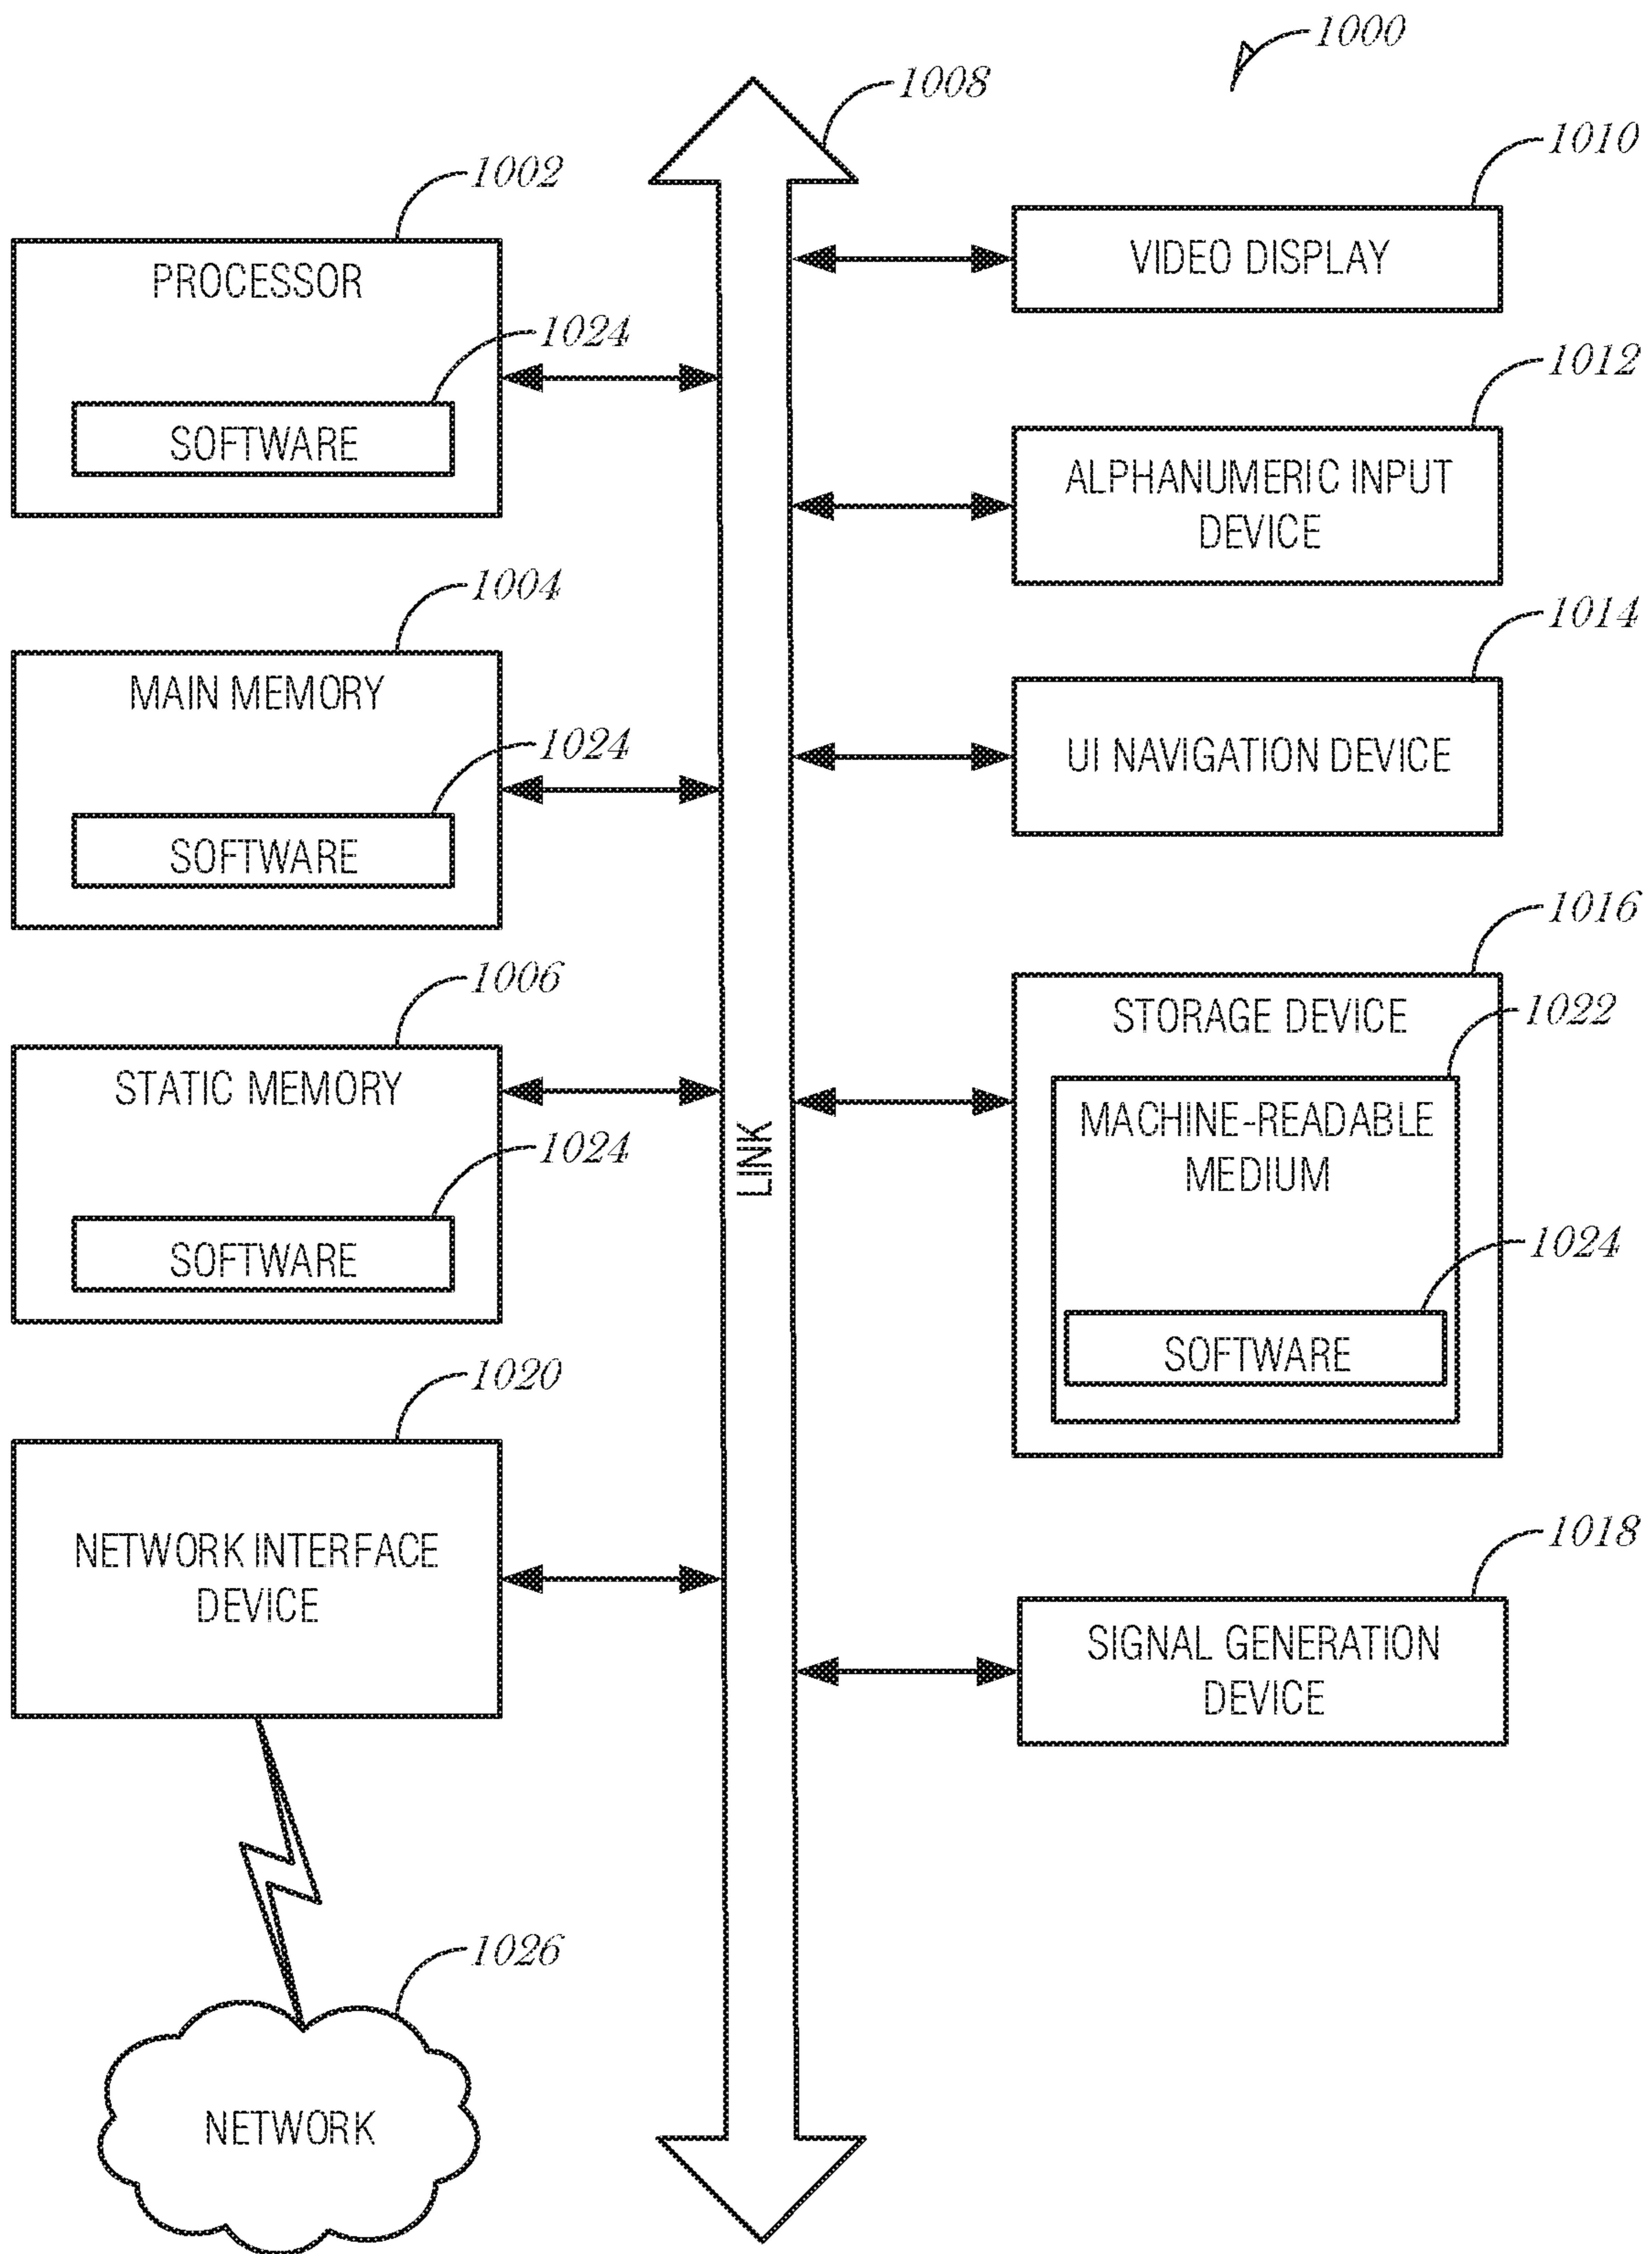 1000
1008
1002
PROCESSOR
1024
SOFTWARE
1004
MAIN MEMORY
1024
SOFTWARE
1006
STATIC MEMORY
1024
SOFTWARE
1020
NETWORK INTERFACE
DEVICE
1026
NETWORK
LINK
1010
VIDEO DISPLAY
1012
ALPHANUMERIC INPUT
DEVICE
1014
UI NAVIGATION DEVICE
1016
STORAGE DEVICE
1022
MACHINE-READABLE
MEDIUM
1024
SOFTWARE
1018
SIGNAL GENERATION
DEVICE